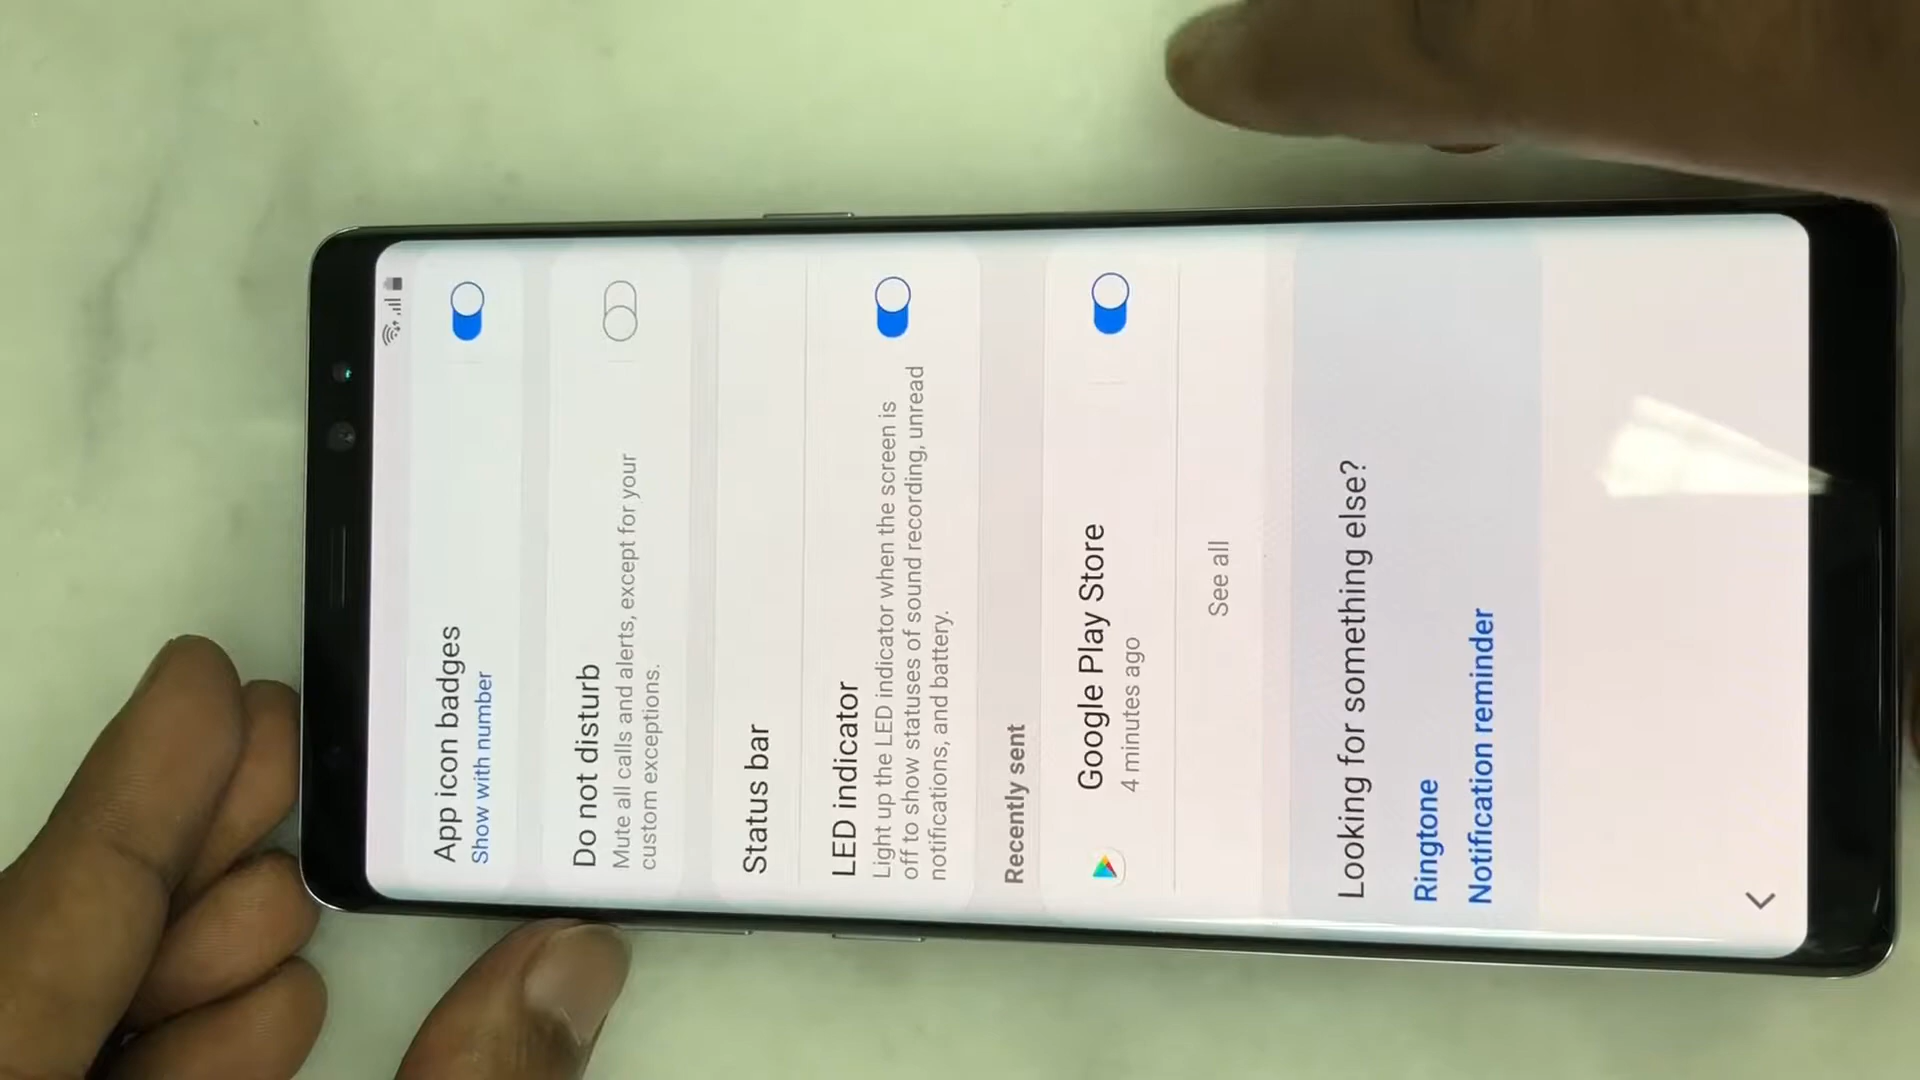 App icon badges
Show with number
Do not disturb
Mute all calls and alerts, except for your
custom exceptions.
Status bar
LED indicator
Light up the LED indicator when the screen is
off to show statuses of sound recording, unread
notifications, and battery.
Recently sent
Google Play Store
4 minutes ago
See all
Looking for something else?
Ringtone
Notification reminder